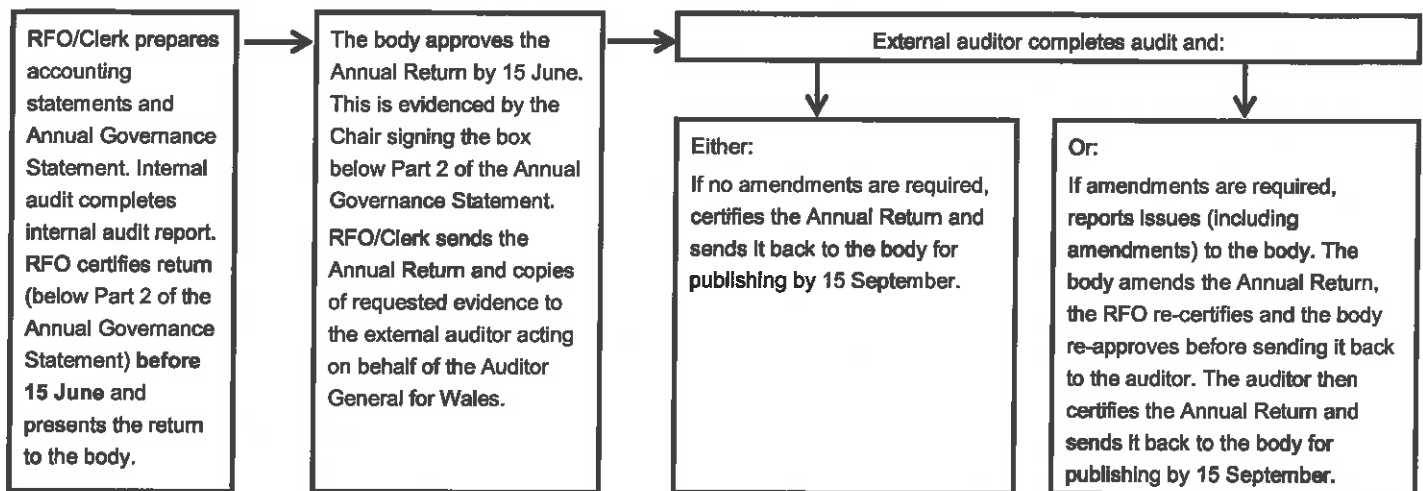 RFO/Clerk prepares
accounting
statements and
Annual Governance
Statement. Internal
audit completes
internal audit report.
RFO certifies return
(below Part 2 of the
Annual Governance
Statement) before
15 June and
presents the return
to the body.
The body approves the
Annual Return by 15 June.
This is evidenced by the
Chair signing the box
below Part 2 of the Annual
Governance Statement.
RFO/Clerk sends the
Annual Return and copies
of requested evidence to
the external auditor acting
on behalf of the Auditor
General for Wales.
External auditor completes audit and:
Either:
If no amendments are required,
certifies the Annual Return and
sends it back to the body for
publishing by 15 September.
Or:
If amendments are required,
reports issues (including
amendments) to the body. The
body amends the Annual Return,
the RFO re-certifies and the body
re-approves before sending it back
to the auditor. The auditor then
certifies the Annual Return and
sends it back to the body for
publishing by 15 September.